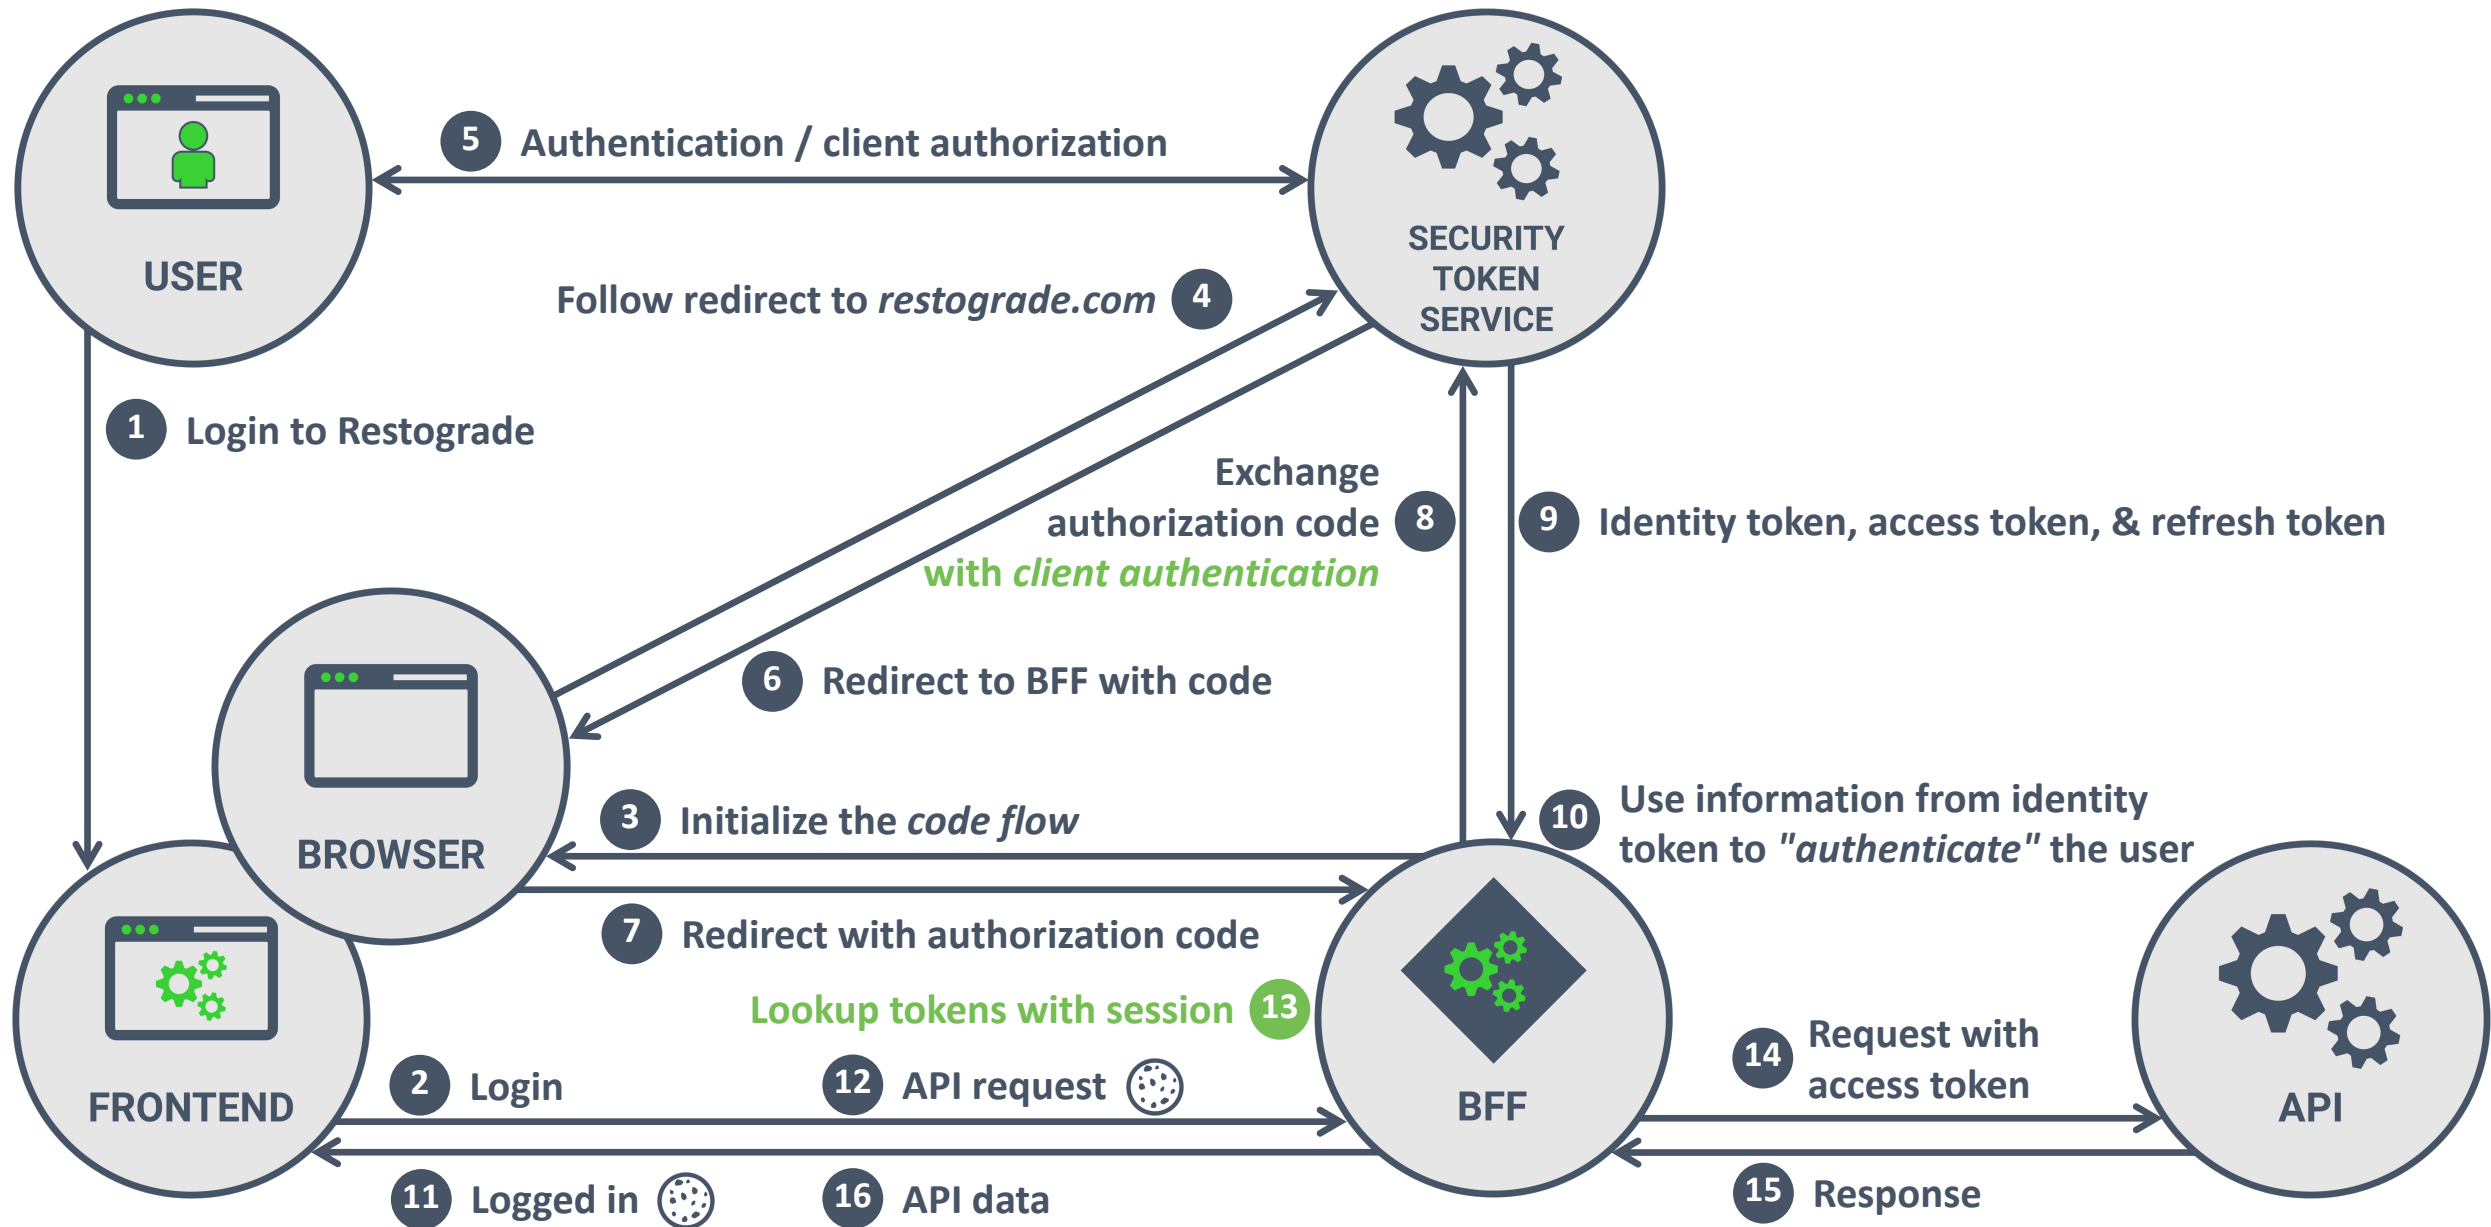 5 Authentication / client authorization
USER
SECURITY
TOKEN
SERVICE
Follow redirect to restograde.com 4
1 Login to Restograde
Exchange
authorization code 8
with client authentication
9 Identity token, access token, & refresh token
6 Redirect to BFF with code
3 Initialize the code flow
10 Use information from identity
token to "authenticate" the user
BROWSER
7 Redirect with authorization code
Lookup tokens with session 13
14 Request with
access token
2 Login
12 API request
FRONTEND
BFF
API
11 Logged in
16 API data
15 Response